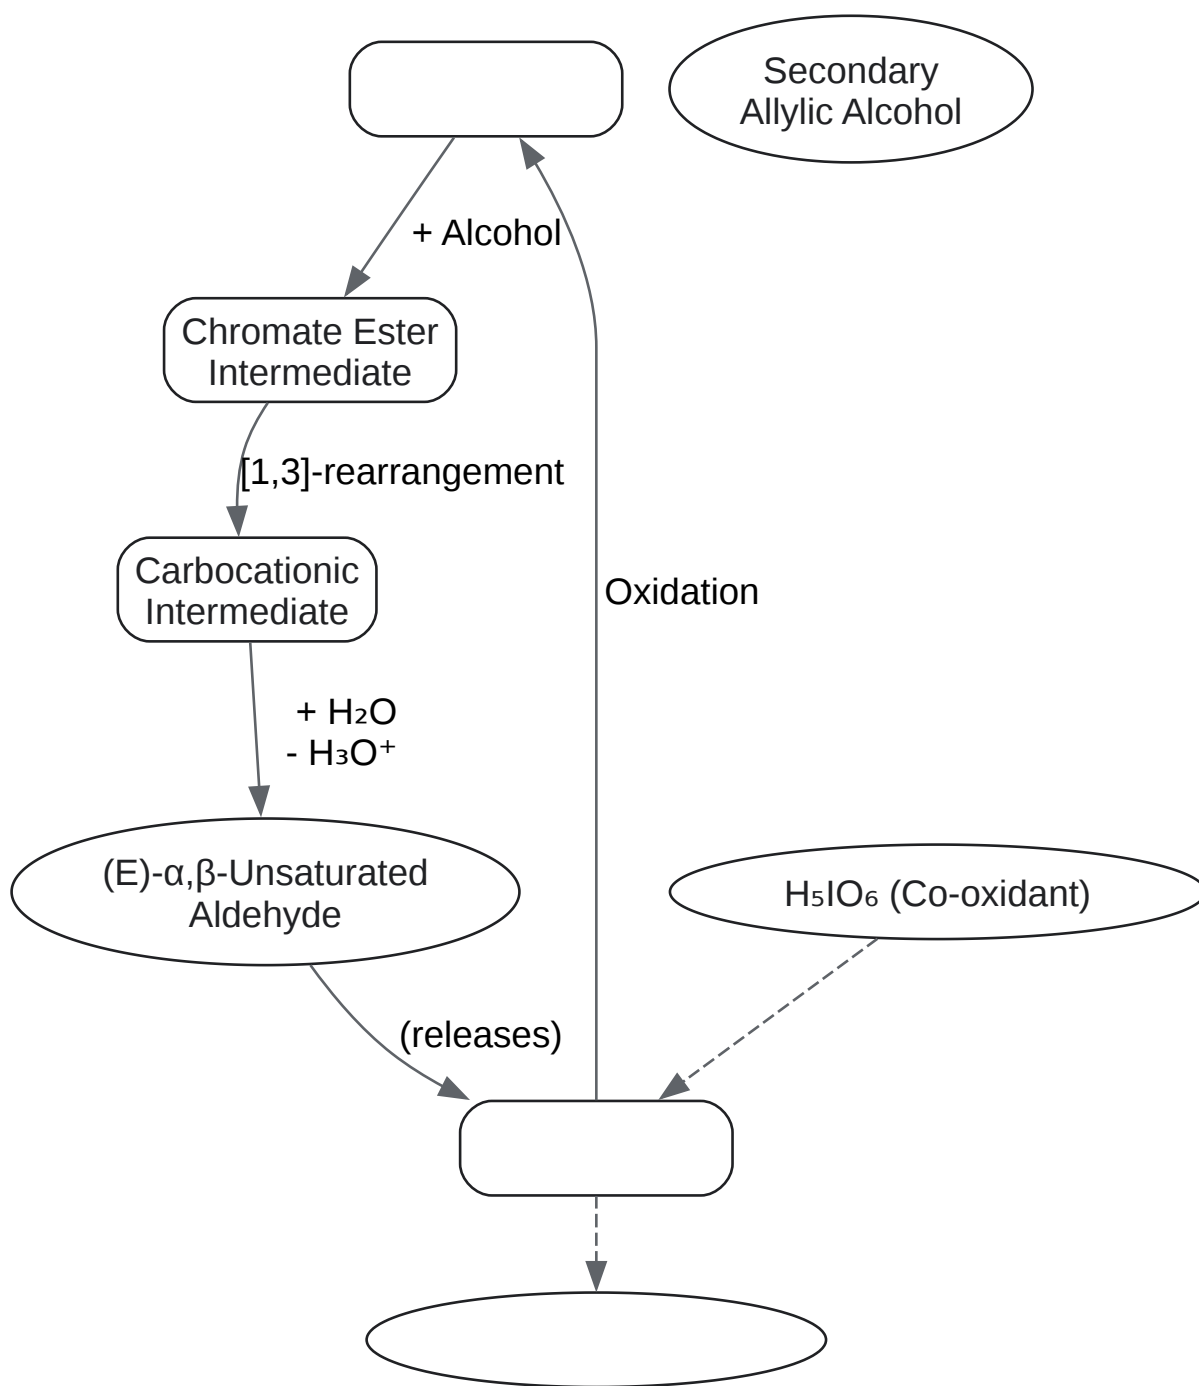 Secondary
Allylic Alcohol
+ Alcohol
Chromate Ester
Intermediate
[1,3]-rearrangement
Carbocationic
Intermediate
Oxidation
+ H₂O
- H₃O⁺
(E)-α,β-Unsaturated
Aldehyde
H₅IO₆ (Co-oxidant)
(releases)